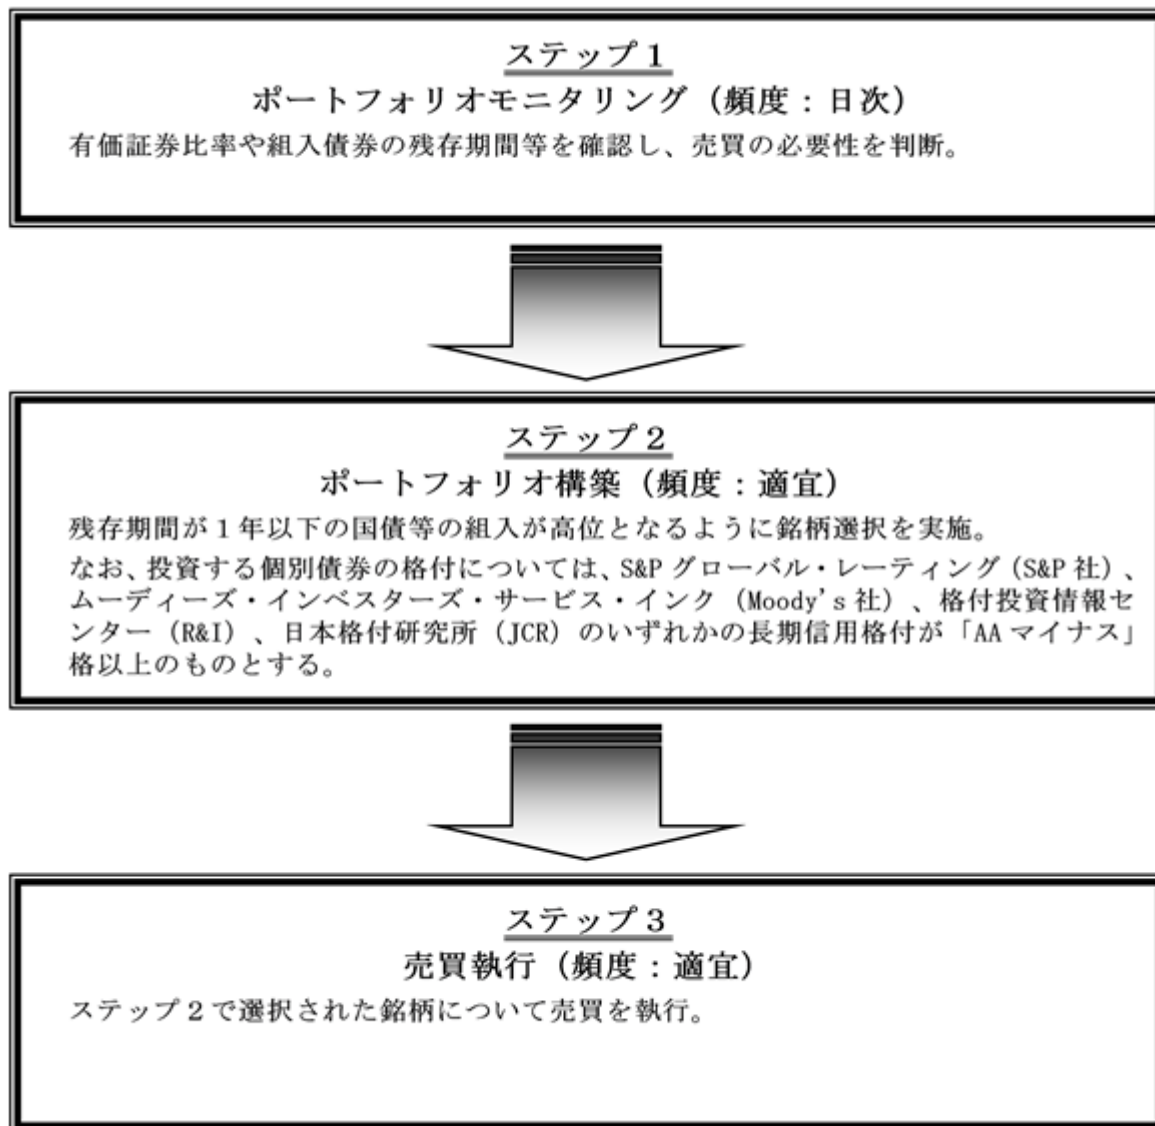 ステップ１
ポートフォリオモニタリング（頻度：日次）
有価証券比率や組入債券の残存期間等を確認し、売買の必要性を判断。
ステップ２
ポートフォリオ構築（頻度：適宜）
残存期間が１年以下の国債等の組入が高位となるように銘柄選択を実施。
なお、投資する個別債券の格付については、S&P グローバル・レーティング（S&P 社）、
ムーディーズ・インベスターズ・サービス・インク（Moody's 社）、格付投資情報セ
ンター（R&I）、日本格付研究所（JCR）のいずれかの長期信用格付が「AA マイナス」
格以上のものとする。
ステップ３
売買執行（頻度：適宜）
ステップ２で選択された銘柄について売買を執行。